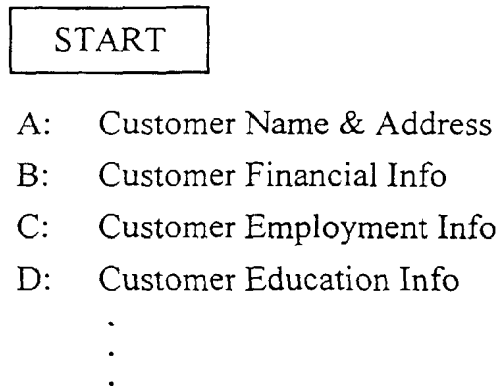 START
A: Customer Name & Address
B: Customer Financial Info
C: Customer Employment Info
D: Customer Education Info
.
.
.